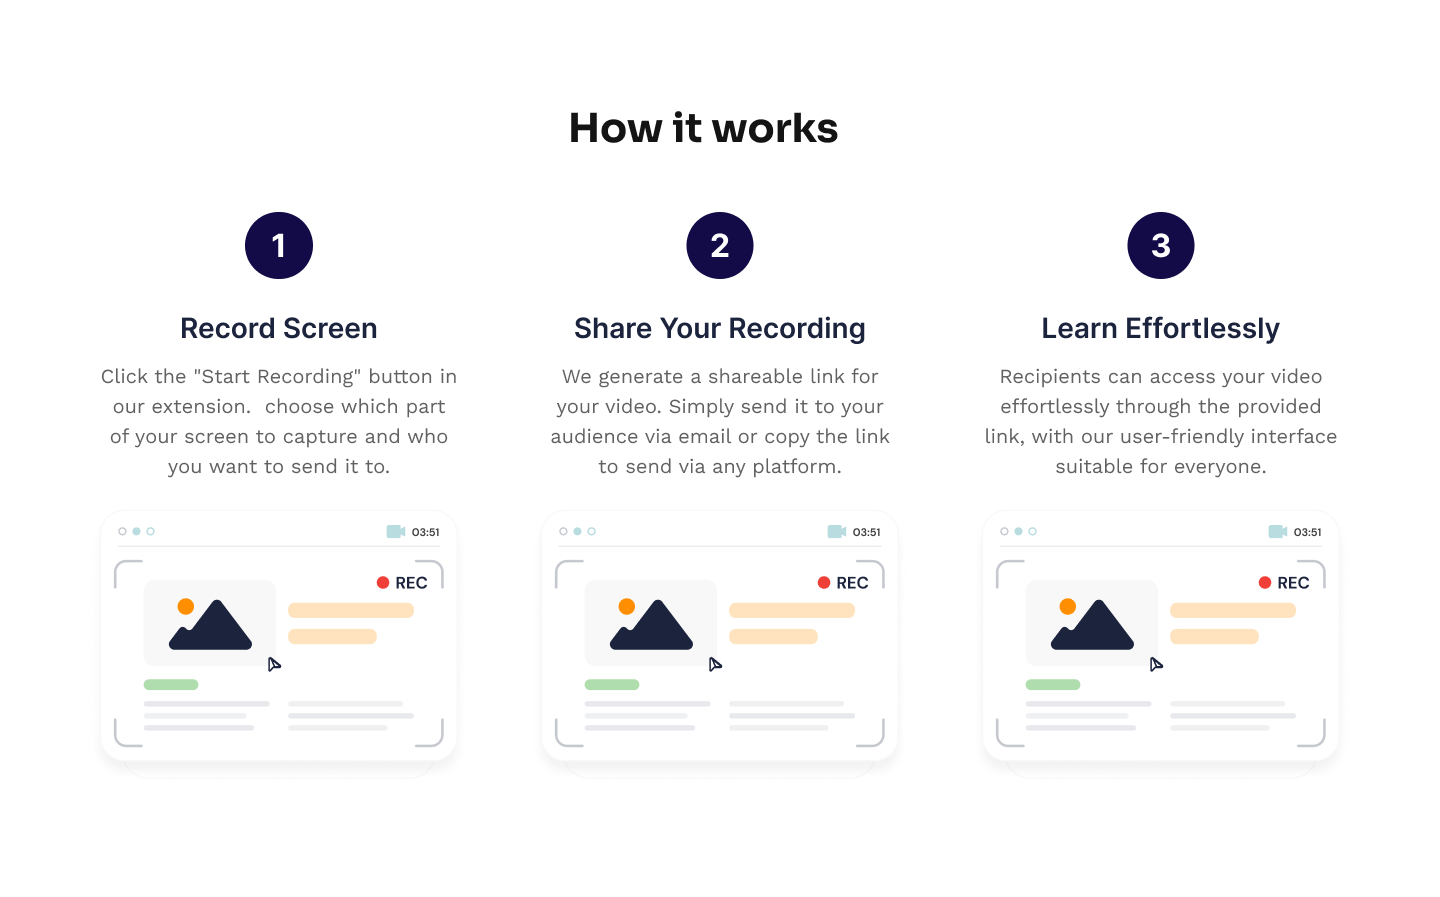 How it works
1
Record Screen
Click the "Start Recording" button in
our extension.  choose which part
of your screen to capture and who
you want to send it to.
03:51
REC
2
Share Your Recording
We generate a shareable link for
your video. Simply send it to your
audience via email or copy the link
to send via any platform.
03:51
REC
3
Learn Effortlessly
Recipients can access your video
effortlessly through the provided
link, with our user-friendly interface
suitable for everyone.
03:51
REC